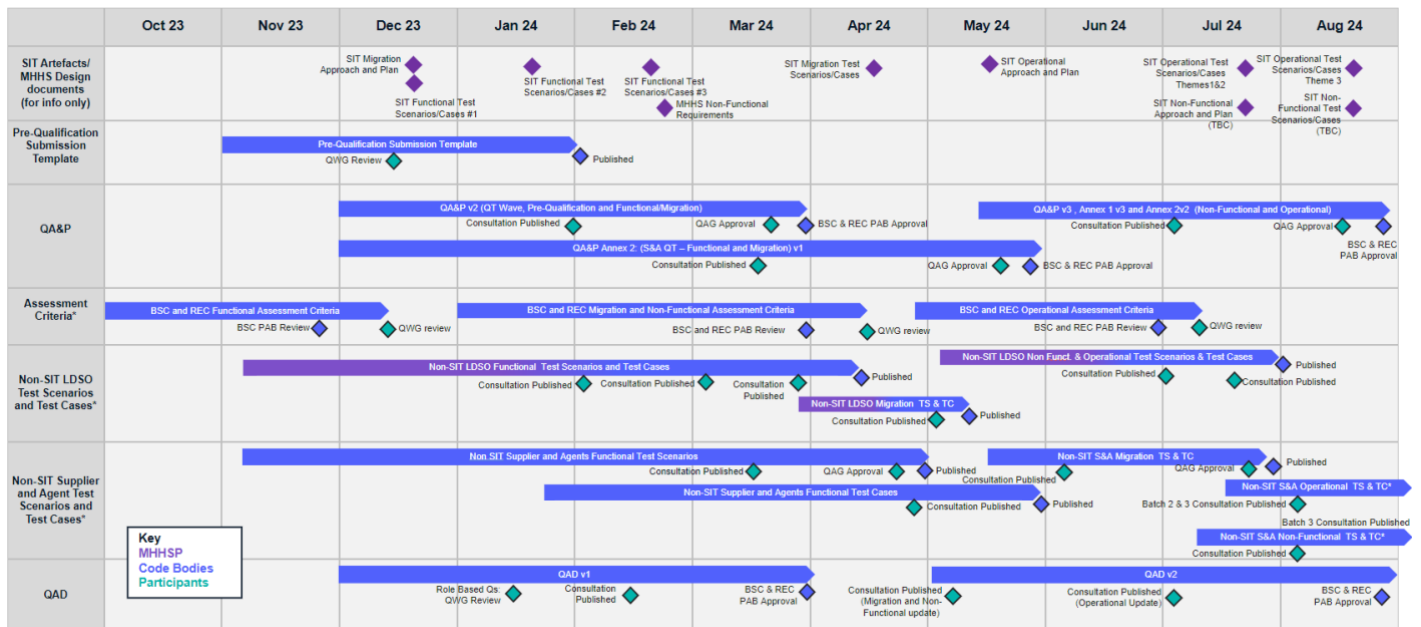 Oct 23
Nov 23
Dec 23
Jan 24
Feb 24
Mar 24
Apr 24
May 24
Jun 24
Jul 24
Aug 24
SIT Artefacts/
MHHS Design
documents
(for info only)
SIT Migration
Approach and Plan
SIT Functional Test
Scenarios/Cases #1
SIT Functional Test
Scenarios/Cases #2
SIT Functional Test
Scenarios/Cases #3
MHHS Non-Functional
Requirements
SIT Migration Test
Scenarios/Cases
SIT Operational
Approach and Plan
SIT Operational Test
Scenarios/Cases
Themes1&2
SIT Non-Functional
Approach and Plan
(TBC)
SIT Operational Test
Scenarios/Cases
Theme 3
SIT Non-
Functional Test
Scenarios/Cases
(TBC)
Pre-Qualification
Submission
Template
Pre-Qualification Submission Template
QWG Review
Published
QA&P
QA&P v2 (QT Wave, Pre-Qualification and Functional/Migration)
Consultation Published
QAG Approval
BSC & REC PAB Approval
QA&P v3 , Annex 1 v3 and Annex 2v2 (Non-Functional and Operational)
Consultation Published
QAG Approval
BSC & REC
PAB Approval
QA&P Annex 2: (S&A QT – Functional and Migration) v1
Consultation Published
QAG Approval
BSC & REC PAB Approval
Assessment
Criteria*
BSC and REC Functional Assessment Criteria
BSC PAB Review
QWG review
BSC and REC Migration and Non-Functional Assessment Criteria
BSC and REC PAB Review
QWG review
BSC and REC Operational Assessment Criteria
BSC and REC PAB Review
QWG review
Non-SIT LDSO
Test Scenarios
and Test Cases*
Non-SIT LDSO Functional Test Scenarios and Test Cases
Consultation Published
Consultation Published
Consultation
Published
Published
Non-SIT LDSO Migration TS & TC
Consultation Published
Published
Non-SIT LDSO Non Funct. & Operational Test Scenarios & Test Cases
Consultation Published
Consultation Published
Published
Non-SIT Supplier
and Agent Test
Scenarios and
Test Cases*
Non.SIT Supplier and Agents Functional Test Scenarios
Consultation Published
QAG Approval
Published
Non-SIT Supplier and Agents Functional Test Cases
Consultation Published
Published
Non-SIT S&A Migration TS & TC
Consultation Published
QAG Approval
Published
Non-SIT S&A Operational TS & TC*
Batch 2 & 3 Consultation Published
Batch 3 Consultation Published
Non-SIT S&A Non-Functional TS & TC*
Consultation Published
Key
MHHSP
Code Bodies
Participants
QAD
QAD v1
Role Based Qs:
QWG Review
Consultation
Published
BSC & REC
PAB Approval
QAD v2
Consultation Published
(Migration and Non-
Functional update)
Consultation Published
(Operational Update)
BSC & REC
PAB Approval